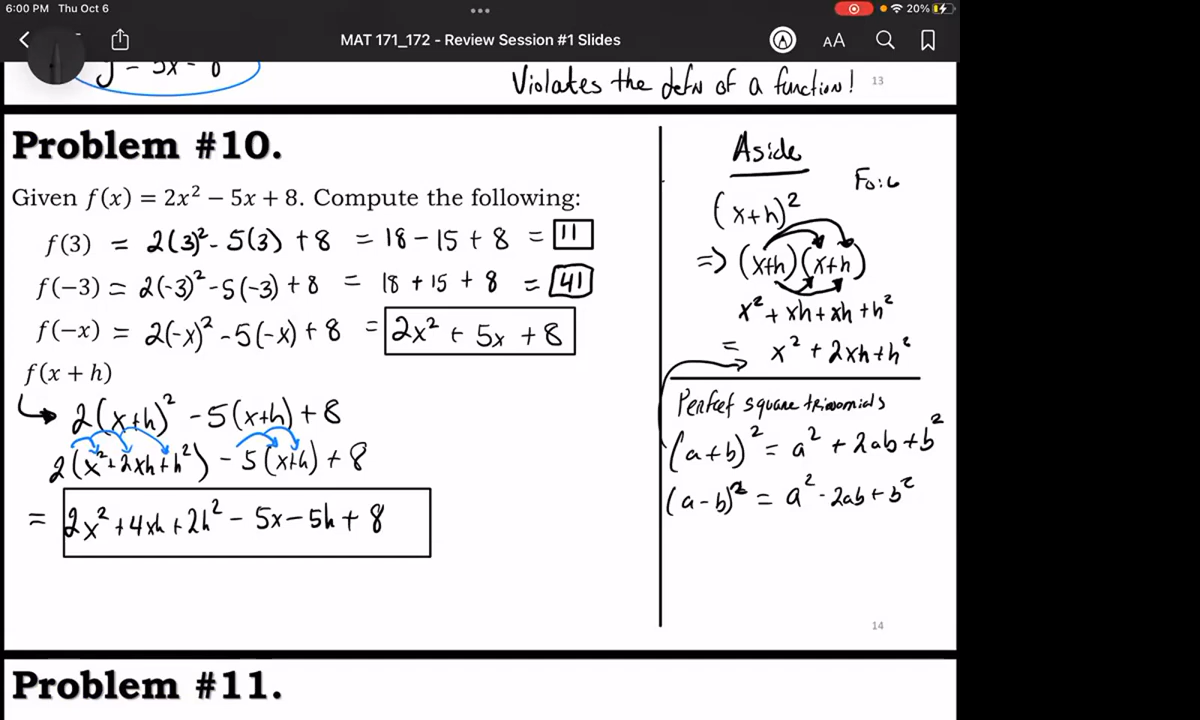 6:00 PM Thu Oct 6
20%
MAT 171_172 - Review Session #1 Slides
AA
Violates the defn of a function!
13
Problem #10.
Given f(x) = 2x² − 5x + 8. Compute the following:
f(3) = 2(3)² - 5(3) + 8 = 18 - 15 + 8 = 11
f(−3) = 2(-3)² - 5(-3) + 8 = 18 + 15 + 8 = 41
f(−x) = 2(-x)² - 5(-x) + 8 = 2x² + 5x + 8
f(x + h)
2(x+h)² - 5(x+h) + 8
2(x² + 2xh + h²) - 5(x+h) + 8
= 2x² + 4xh + 2h² - 5x - 5h + 8
Aside
(x+h)²
=> (x+h)(x+h)
x² + xh + xh + h²
= x² + 2xh + h²
Perfect square trinomials
(a+b)² = a² + 2ab + b²
(a-b)² = a² - 2ab + b²
14
Problem #11.